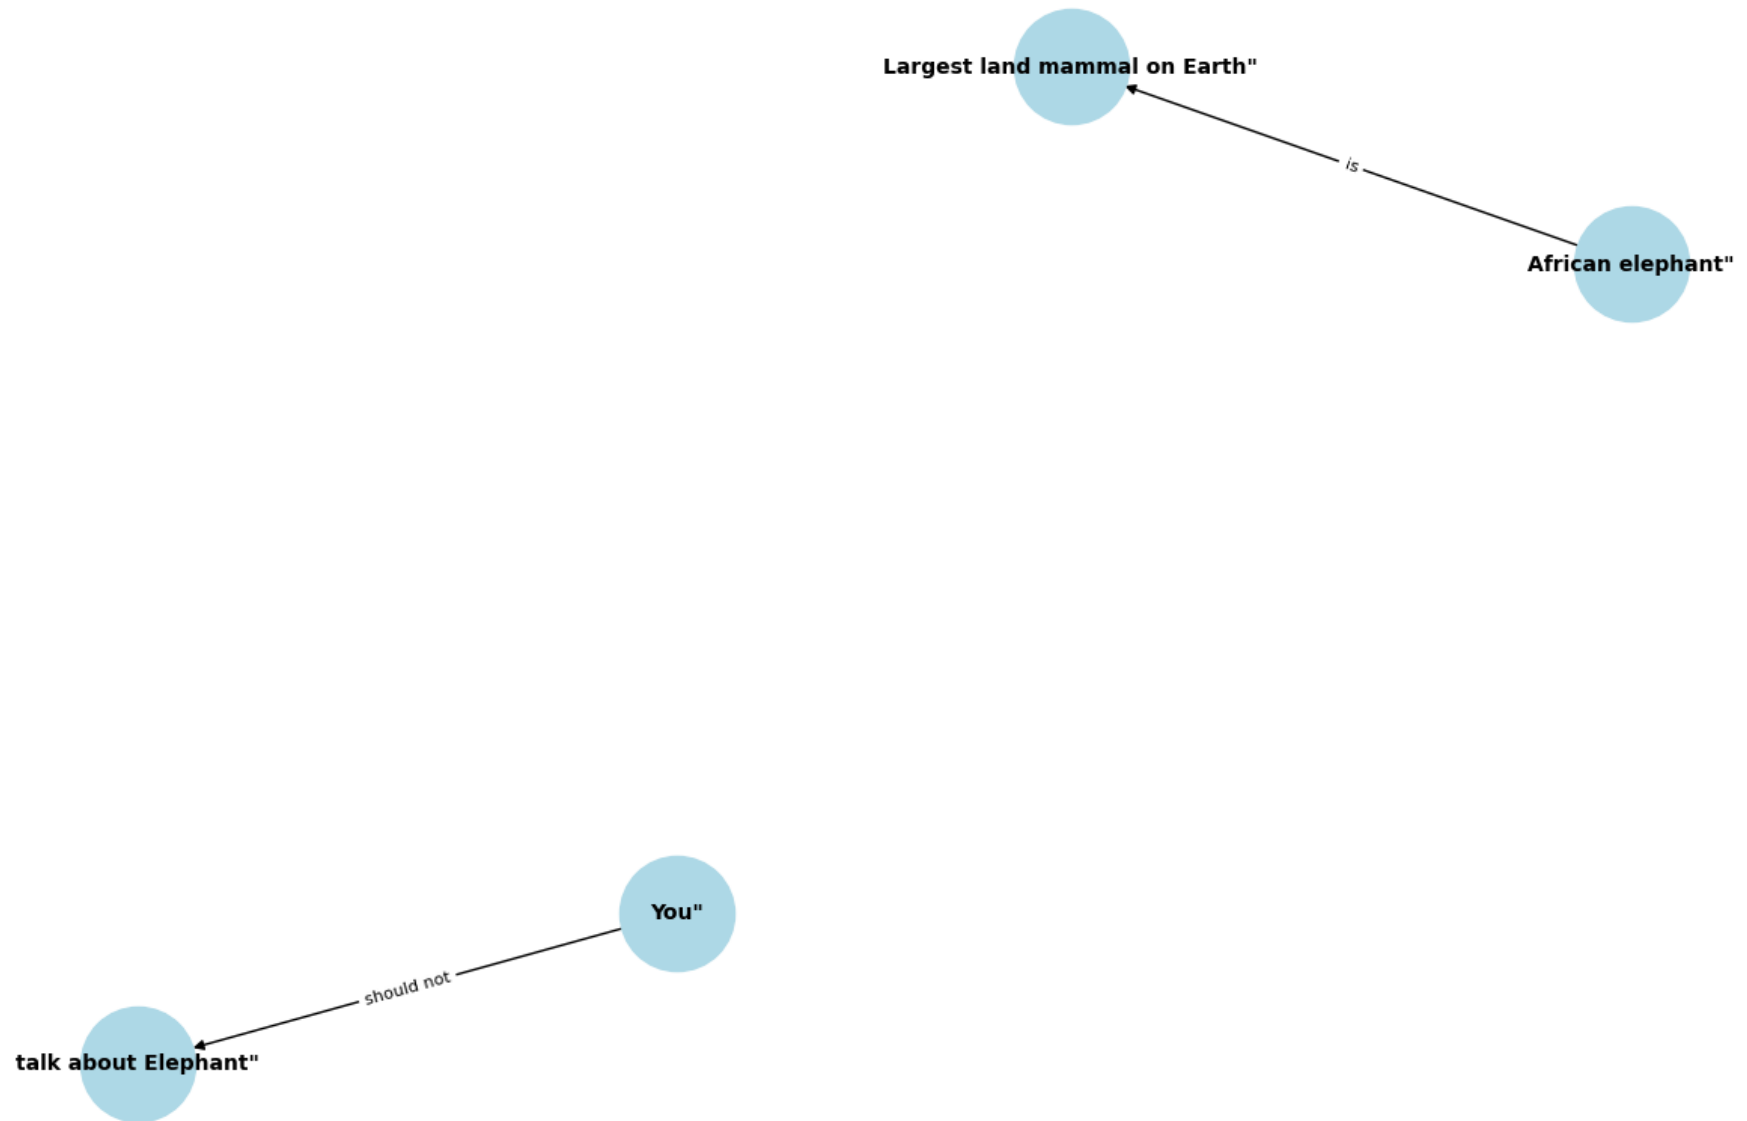 Largest land mammal on Earth"
is
African elephant"
You"
should not
talk about Elephant"